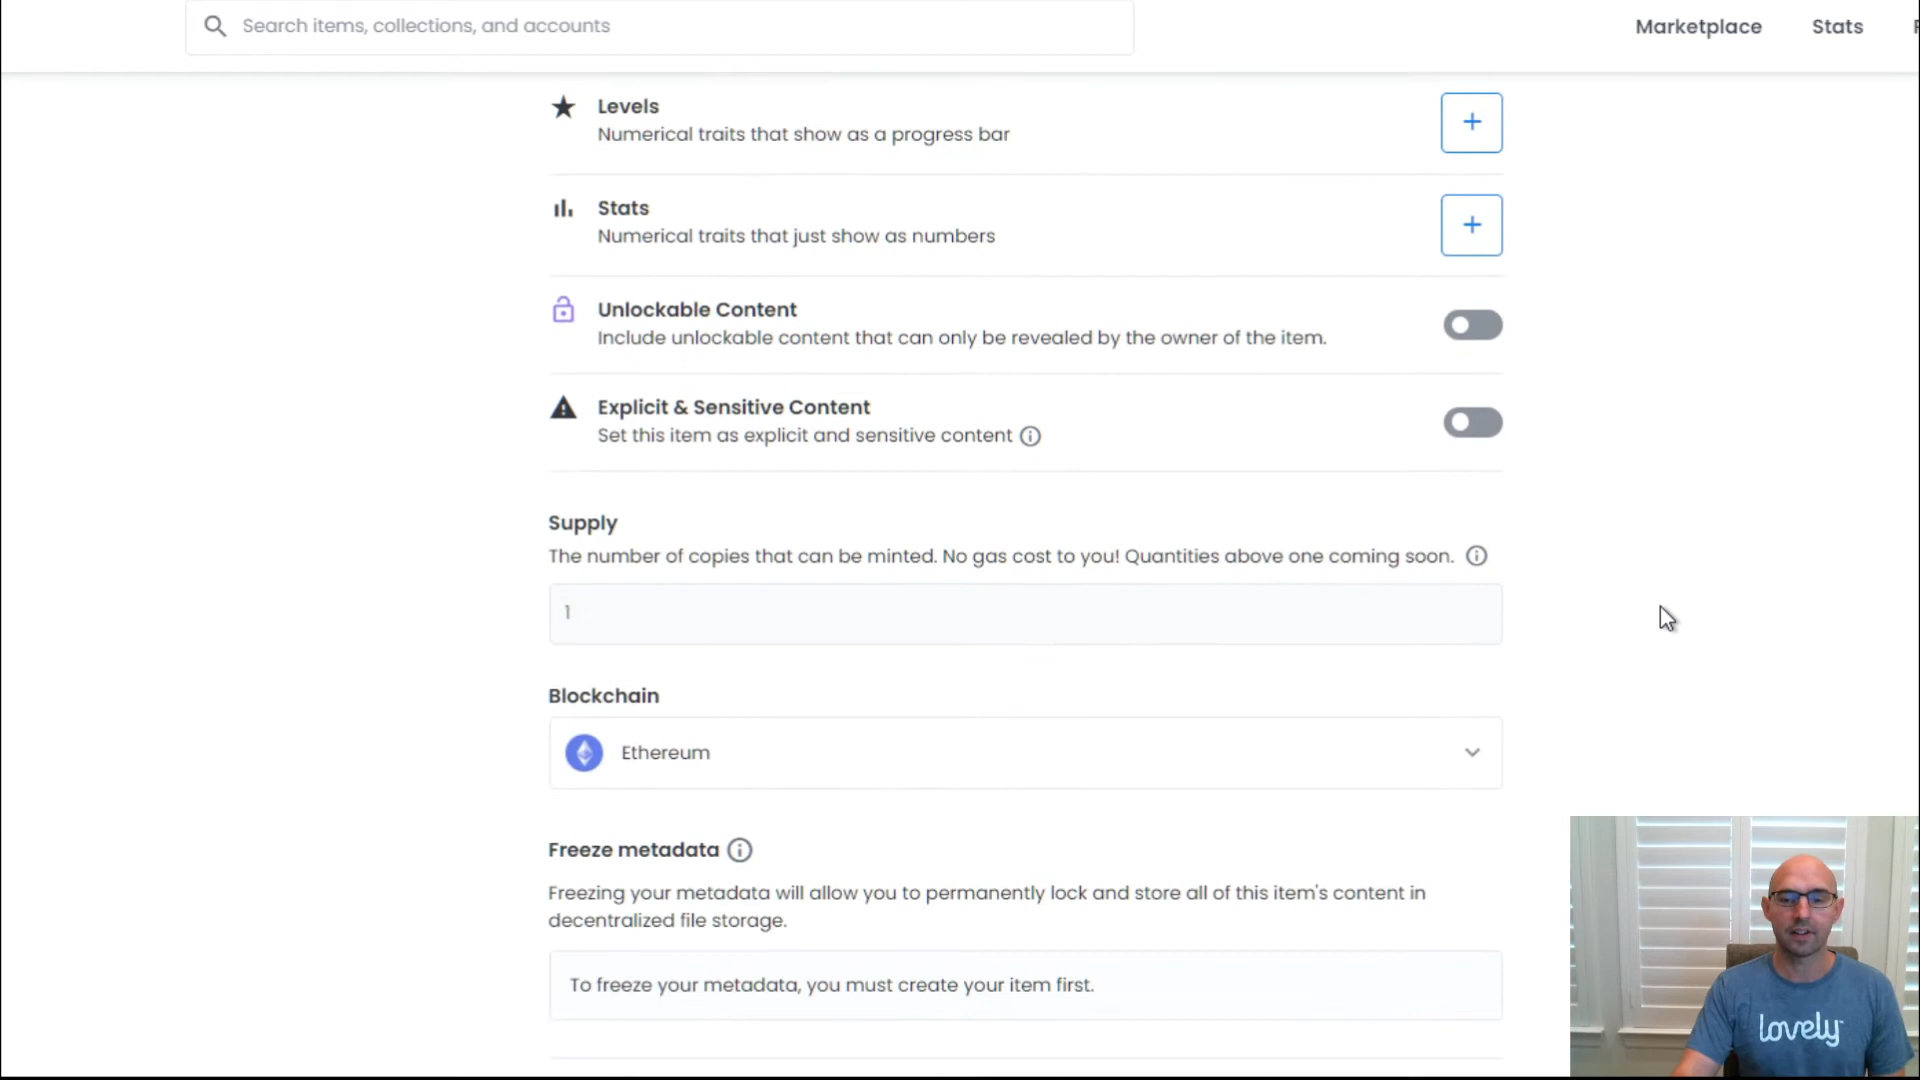 Search items, collections, and accounts
Marketplace
Stats
Levels
Numerical traits that show as a progress bar
Stats
Numerical traits that just show as numbers
Unlockable Content
Include unlockable content that can only be revealed by the owner of the item.
Explicit & Sensitive Content
Set this item as explicit and sensitive content
Supply
The number of copies that can be minted. No gas cost to you! Quantities above one coming soon.
1
Blockchain
Ethereum
Freeze metadata
Freezing your metadata will allow you to permanently lock and store all of this item's content in
decentralized file storage.
To freeze your metadata, you must create your item first.
lovely